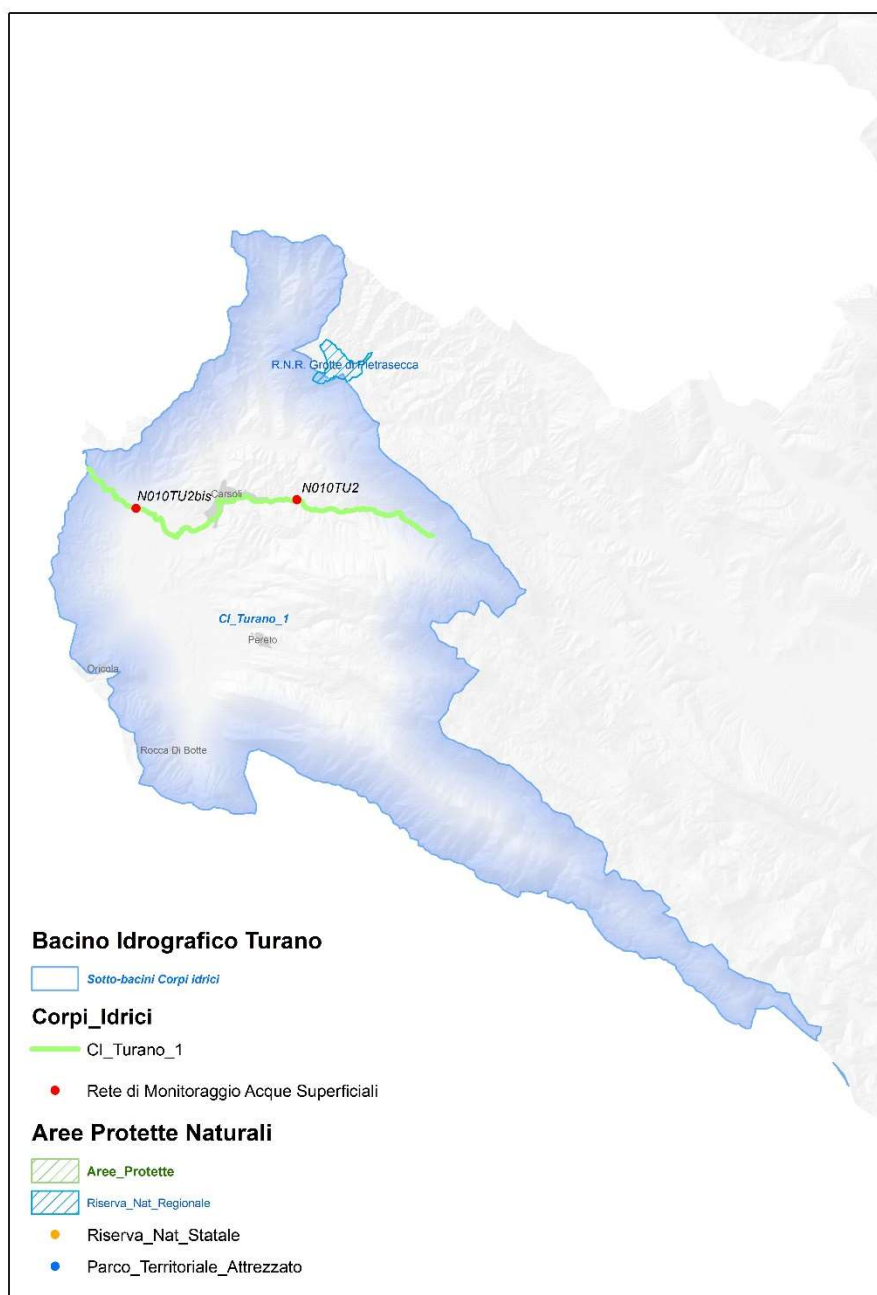 R.N.R. Grotte di Pietrasecca
N010TU2bis
Carsoli
N010TU2
CI_Turano_1
Pereto
Oricola
Rocca Di Botte
Bacino Idrografico Turano
Sotto-bacini Corpi idrici
Corpi_Idrici
CI_Turano_1
Rete di Monitoraggio Acque Superficiali
Aree Protette Naturali
Aree_Protette
Riserva_Nat_Regionale
Riserva_Nat_Statale
Parco_Territoriale_Attrezzato